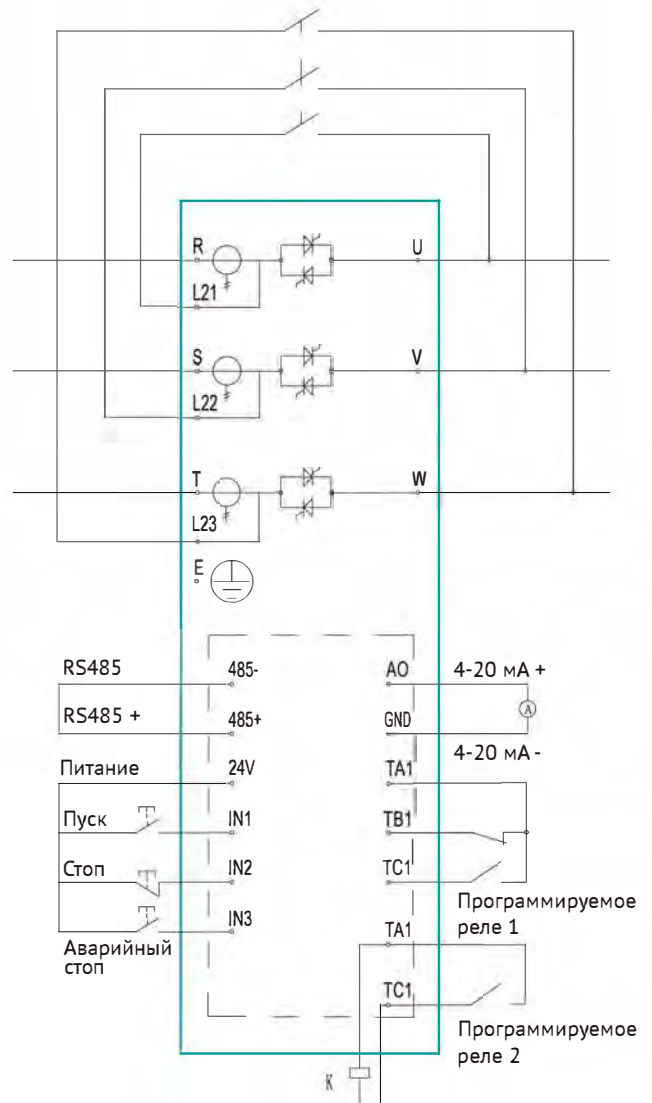 R
U
L21
S
V
L22
T
W
L23
E
RS485
485-
AO
4-20 мА +
A
RS485 +
485+
GND
4-20 мА -
Питание
24V
TA1
Пуск
IN1
TB1
Стоп
IN2
TC1
Программируемое
реле 1
IN3
Аварийный
стоп
TA1
TC1
Программируемое
реле 2
K